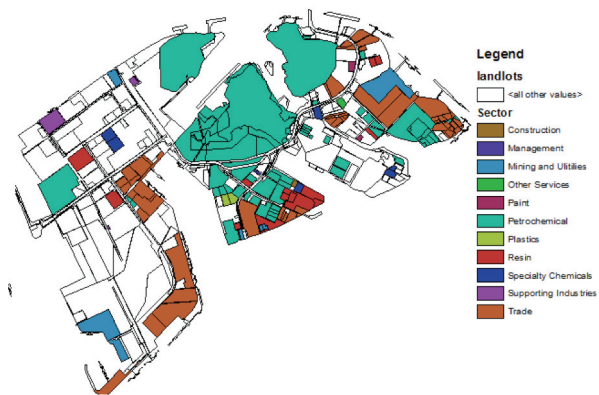 Legend
landlots
<all other values>
Sector
Construction
Management
Mining and Ulitilies
Other Services
Paint
Petrochemical
Plastics
Resin
Specialty Chemicals
Supporting Industries
Trade